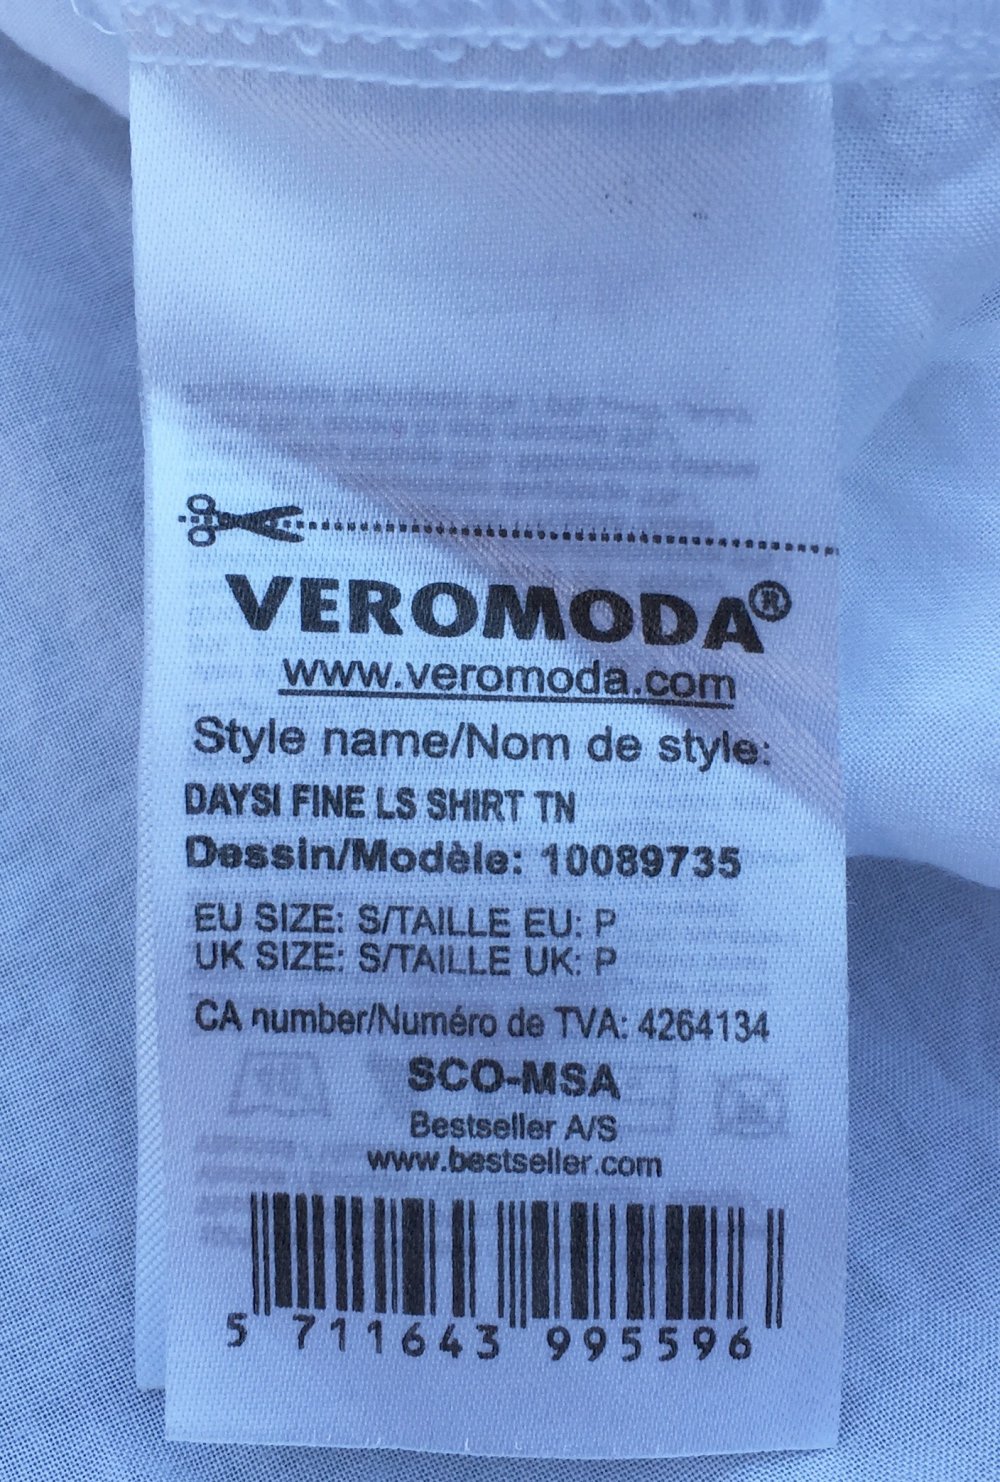 VEROMODA®
www.veromoda.com
Style name/Nom de style:
DAYSI FINE LS SHIRT TN
Dessin/Modèle: 10089735
EU SIZE: S/TAILLE EU: P
UK SIZE: S/TAILLE UK: P
CA number/Numéro de TVA: 4264134
SCO-MSA
Bestseller A/S
www.bestseller.com
5 711643 995596